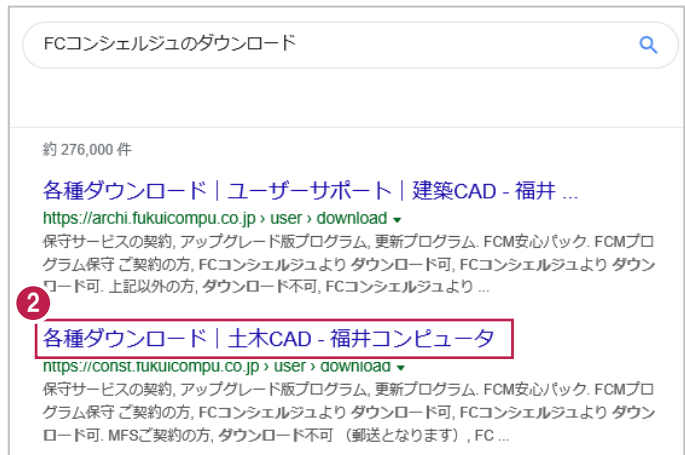 FCコンシェルジュのダウンロード
約 276,000 件
各種ダウンロード｜ユーザーサポート｜建築CAD - 福井 ...
https://archi.fukuicompu.co.jp › user › download
保守サービスの契約, アップグレード版プログラム, 更新プログラム. FCM安心パック. FCMプロ
グラム保守 ご契約の方, FCコンシェルジュより ダウンロード可, FCコンシェルジュより ダウン
ロード可. 上記以外の方, ダウンロード不可, FCコンシェルジュより ...
2
各種ダウンロード｜土木CAD - 福井コンピュータ
https://const.fukuicompu.co.jp › user › download
保守サービスの契約, アップグレード版プログラム, 更新プログラム. FCM安心パック. FCMプロ
グラム保守 ご契約の方, FCコンシェルジュより ダウンロード可, FCコンシェルジュより ダウン
ロード可. MFSご契約の方, ダウンロード不可 （郵送となります）, FC ...